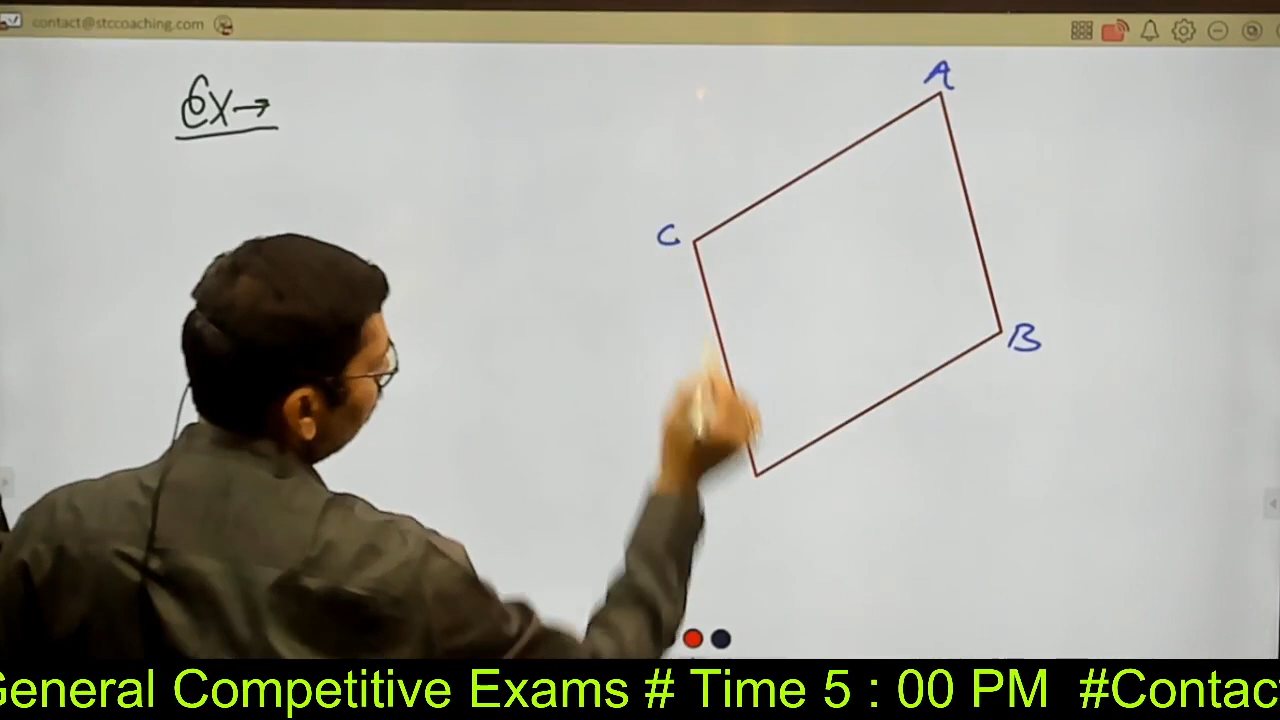 contact@stccoaching.com
Ex→
A
C
B
General Competitive Exams # Time 5 : 00 PM #Contac